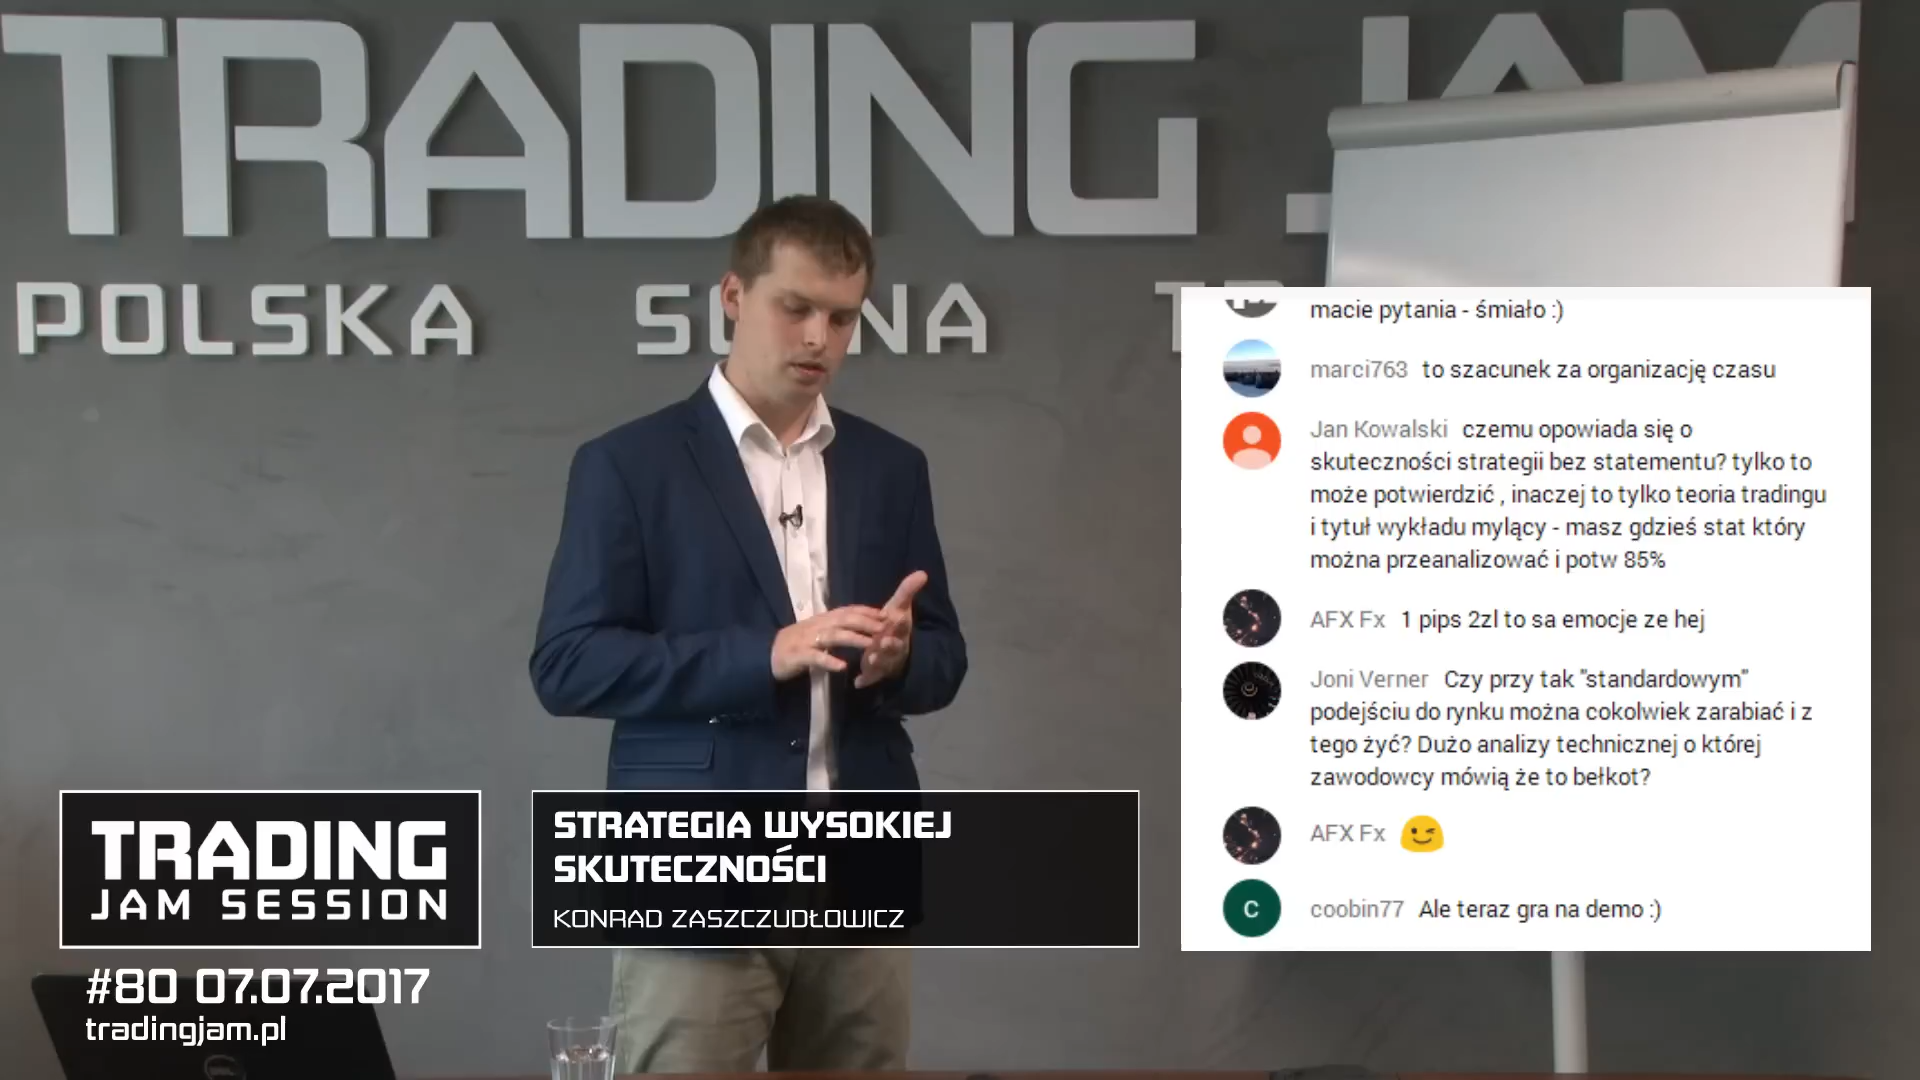 TRADING JAM
POLSKA
macie pytania - śmiało :)
marci763 to szacunek za organizację czasu
Jan Kowalski czemu opowiada się o
skuteczności strategii bez statementu? tylko to
może potwierdzić , inaczej to tylko teoria tradingu
i tytuł wykładu mylący - masz gdzieś stat który
można przeanalizować i potw 85%
AFX Fx 1 pips 2zl to sa emocje ze hej
Joni Verner Czy przy tak "standardowym"
podejściu do rynku można cokolwiek zarabiać i z
tego żyć? Dużo analizy technicznej o której
zawodowcy mówią że to bełkot?
AFX Fx 😉
C coobin77 Ale teraz gra na demo :)
TRADING
JAM SESSION
STRATEGIA WYSOKIEJ
SKUTECZNOŚCI
KONRAD ZASZCZUDŁOWICZ
#80 07.07.2017
tradingjam.pl